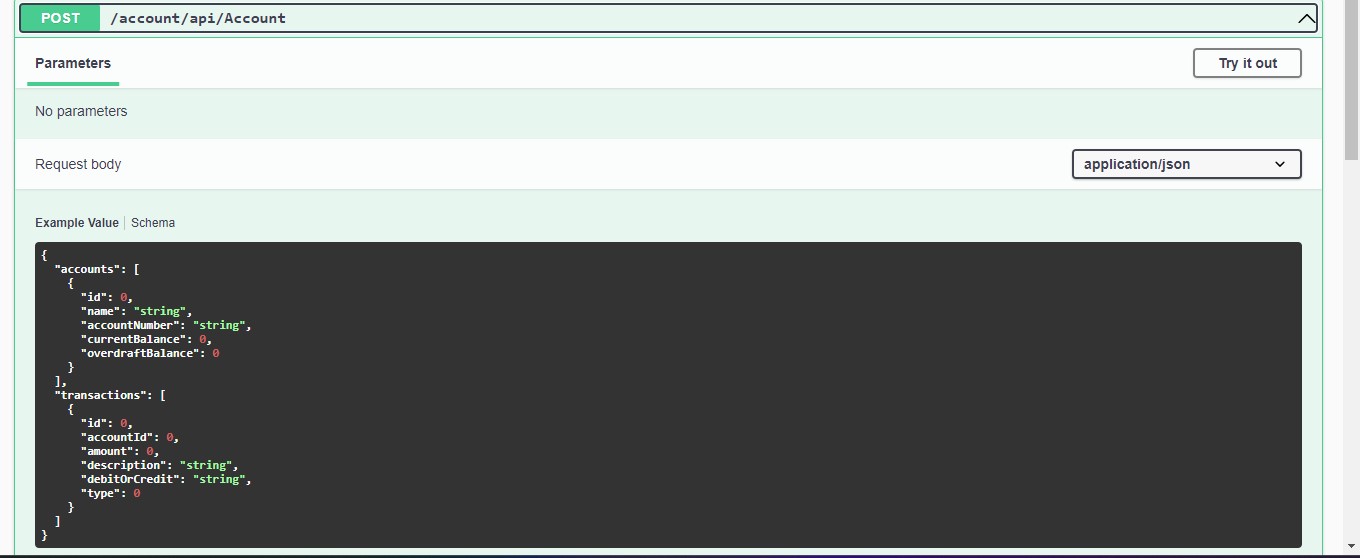 POST /account/api/Account
Parameters
Try it out
No parameters
Request body
application/json
Example Value
Schema
{
  "accounts": [
    {
      "id": 0,
      "name": "string",
      "accountNumber": "string",
      "currentBalance": 0,
      "overdraftBalance": 0
    }
  ],
  "transactions": [
    {
      "id": 0,
      "accountId": 0,
      "amount": 0,
      "description": "string",
      "debitOrCredit": "string",
      "type": 0
    }
  ]
}